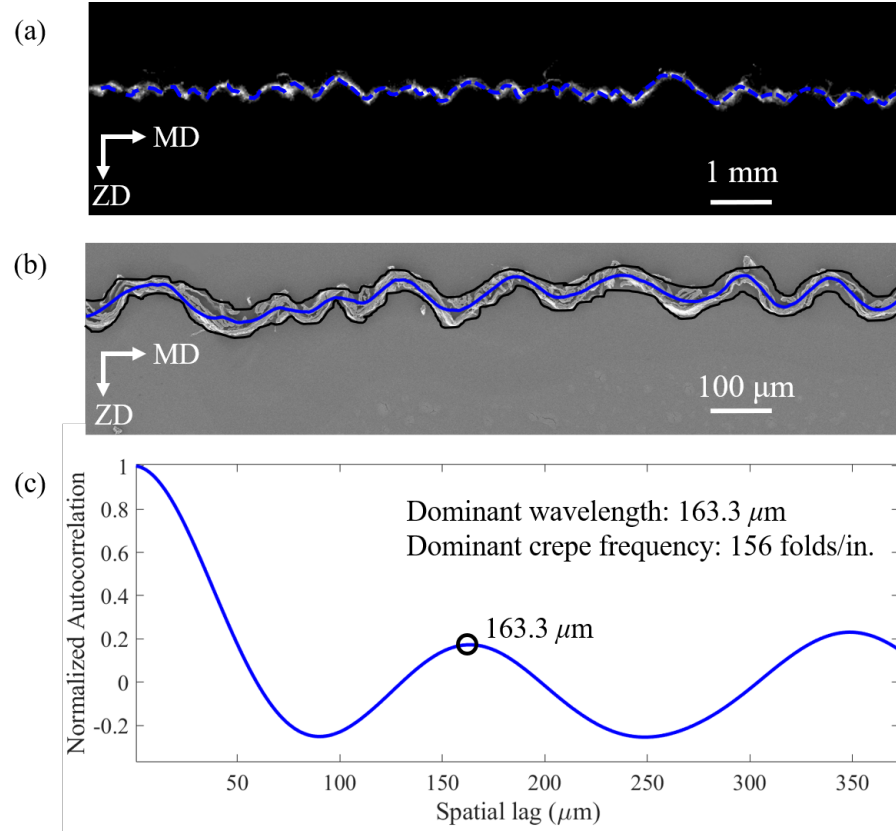 (a)
MD
ZD
1 mm
(b)
MD
ZD
100 μm
(c)
Normalized Autocorrelation
1
0.8
0.6
0.4
0.2
0
-0.2
Dominant wavelength: 163.3 μm
Dominant crepe frequency: 156 folds/in.
163.3 μm
50
100
150
200
250
300
350
Spatial lag (μm)